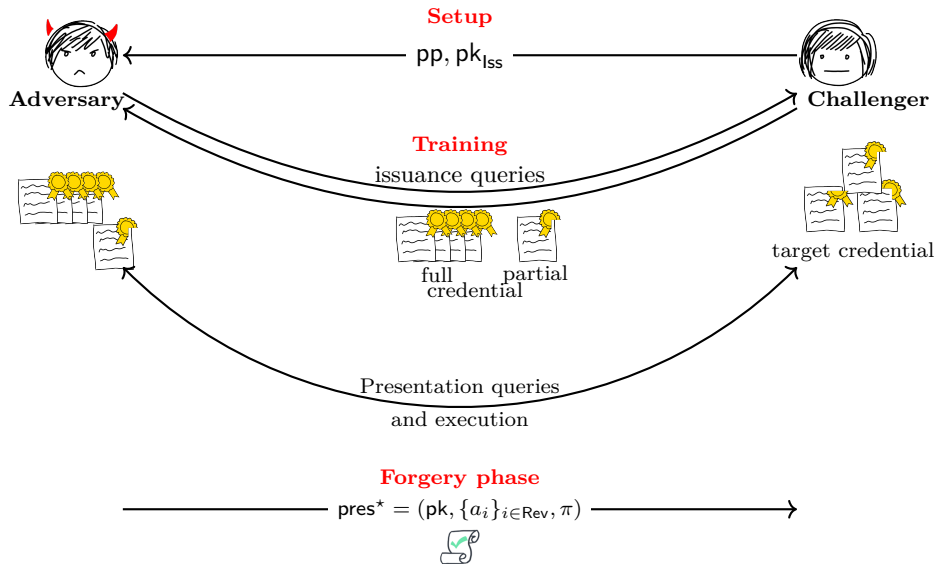 Setup
pp, pk_Iss
Adversary
Challenger
Training
issuance queries
full
partial
credential
target credential
Presentation queries
and execution
Forgery phase
pres⋆ = (pk, {a_i}_{i∈Rev}, π)